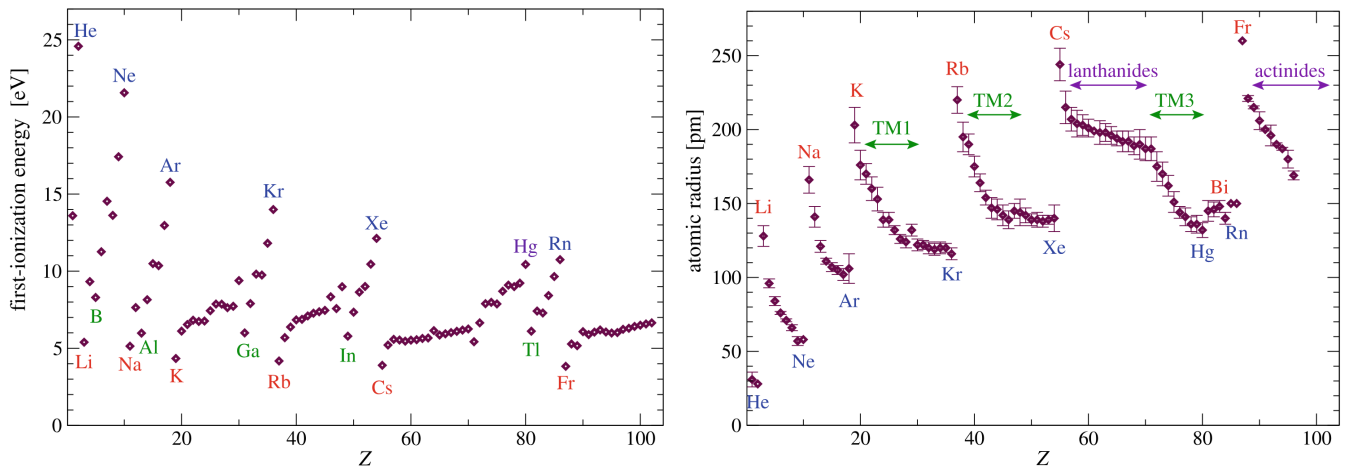 first-ionization energy [eV]
25
20
15
10
5
0
20
40
60
80
100
Z
He
Ne
Ar
Kr
Xe
Hg
Rn
B
Li
Na
Al
K
Ga
Rb
In
Cs
Tl
Fr
atomic radius [pm]
250
200
150
100
50
0
20
40
60
80
100
Z
Fr
Cs
Rb
K
Na
Li
lanthanides
actinides
TM1
TM2
TM3
Bi
Xe
Hg
Rn
Kr
Ar
Ne
He